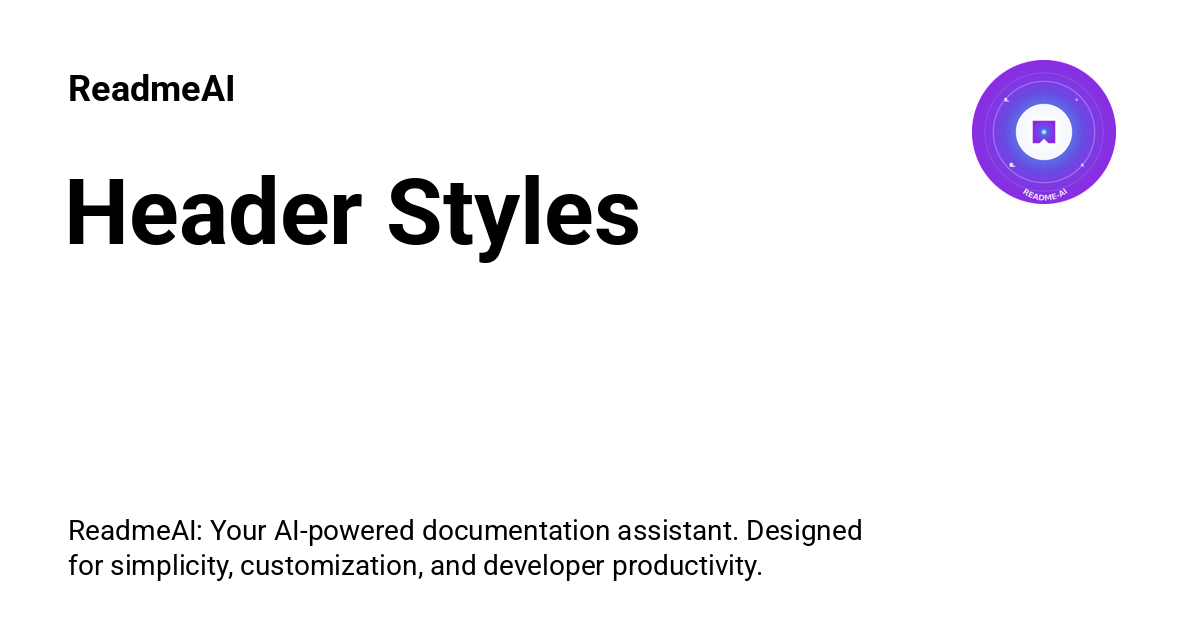 ReadmeAI
README-AI
Header Styles
ReadmeAI: Your AI-powered documentation assistant. Designed
for simplicity, customization, and developer productivity.